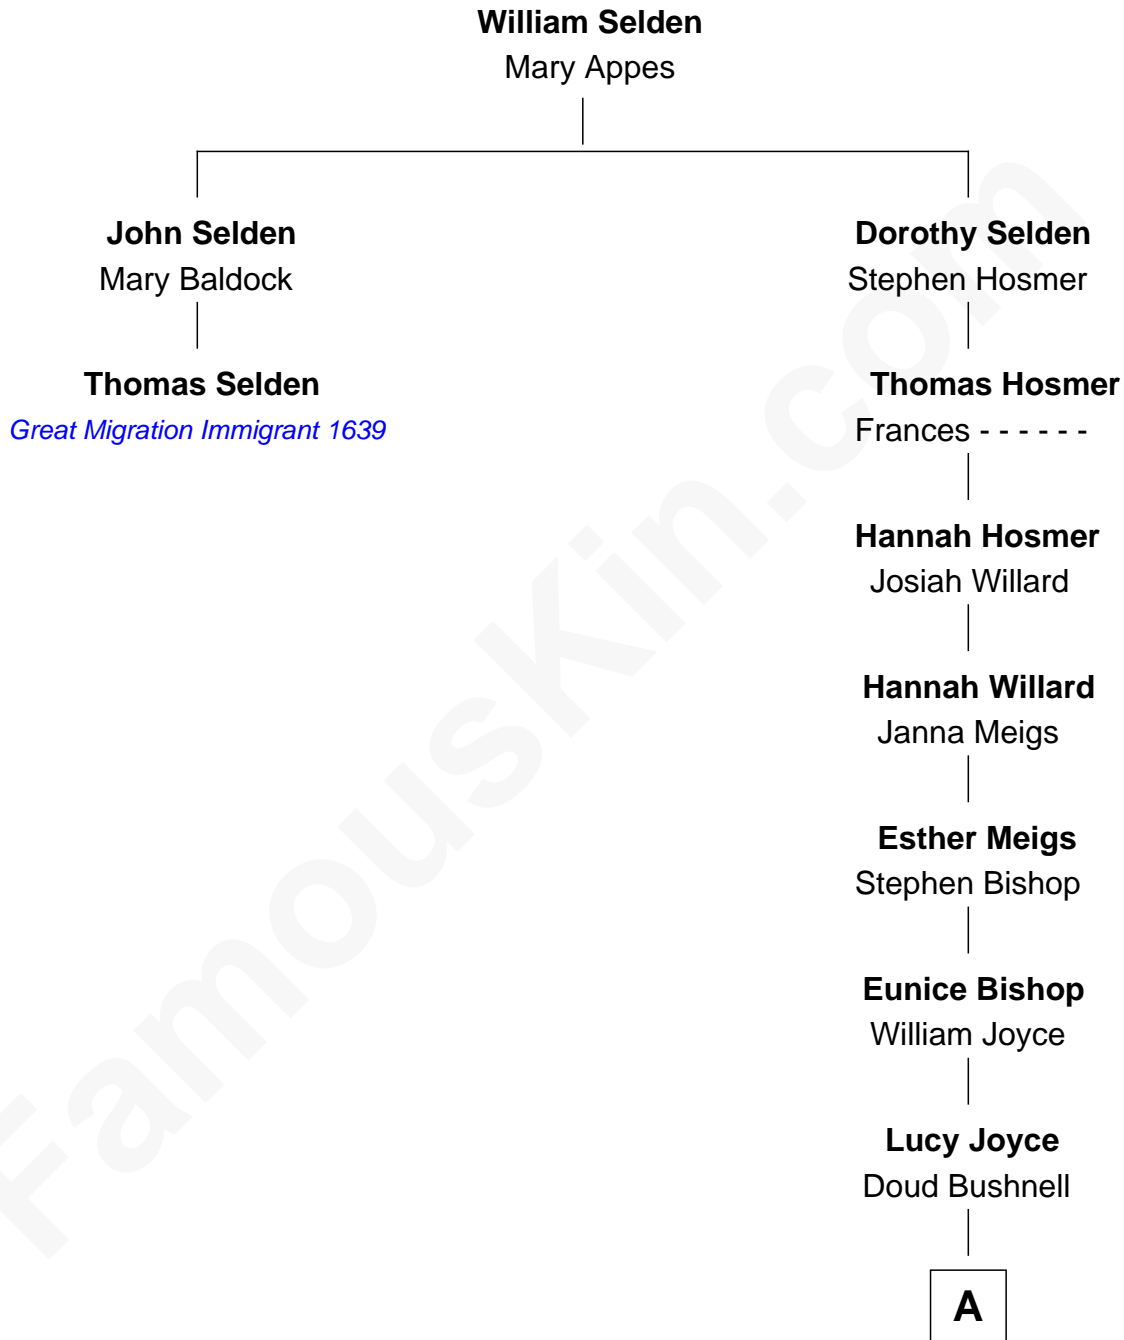 William Selden
Mary Appes
John Selden
Mary Baldock
Thomas Selden
Great Migration Immigrant 1639
Dorothy Selden
Stephen Hosmer
Thomas Hosmer
Frances - - - - - -
Hannah Hosmer
Josiah Willard
Hannah Willard
Janna Meigs
Esther Meigs
Stephen Bishop
Eunice Bishop
William Joyce
Lucy Joyce
Doud Bushnell
A
FamousKin.com